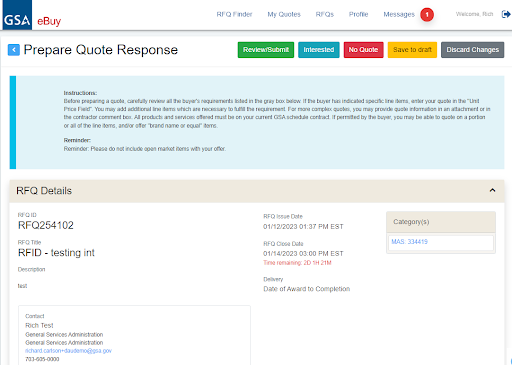 GSA eBuy
RFQ Finder My Quotes RFQs Profile Messages 1 Welcome, Rich
Prepare Quote Response
Review/Submit Interested No Quote Save to draft Discard Changes
Instructions:
Before preparing a quote, carefully review all the buyer's requirements listed in the gray box below. If the buyer has indicated specific line items, enter your quote in the "Unit
Price Field". You may add additional line items which are necessary to fulfill the requirement. For more complex quotes, you may provide quote information in an attachment or in
the contractor comment box. All products and services offered must be on your current GSA schedule contract. If permitted by the buyer, you may be able to quote on a portion
or all of the line items, and/or offer "brand name or equal" items.
Reminder:
Reminder: Please do not include open market items with your offer.
RFQ Details
RFQ ID
RFQ254102
RFQ Title
RFID - testing int
Description
test
RFQ Issue Date
01/12/2023 01:37 PM EST
RFQ Close Date
01/14/2023 03:00 PM EST
Time remaining: 2D 1H 21M
Delivery
Date of Award to Completion
Category(s)
MAS: 334419
Contact
Rich Test
General Services Administration
General Services Administration
richard.carlson+daudemo@gsa.gov
703-605-0000